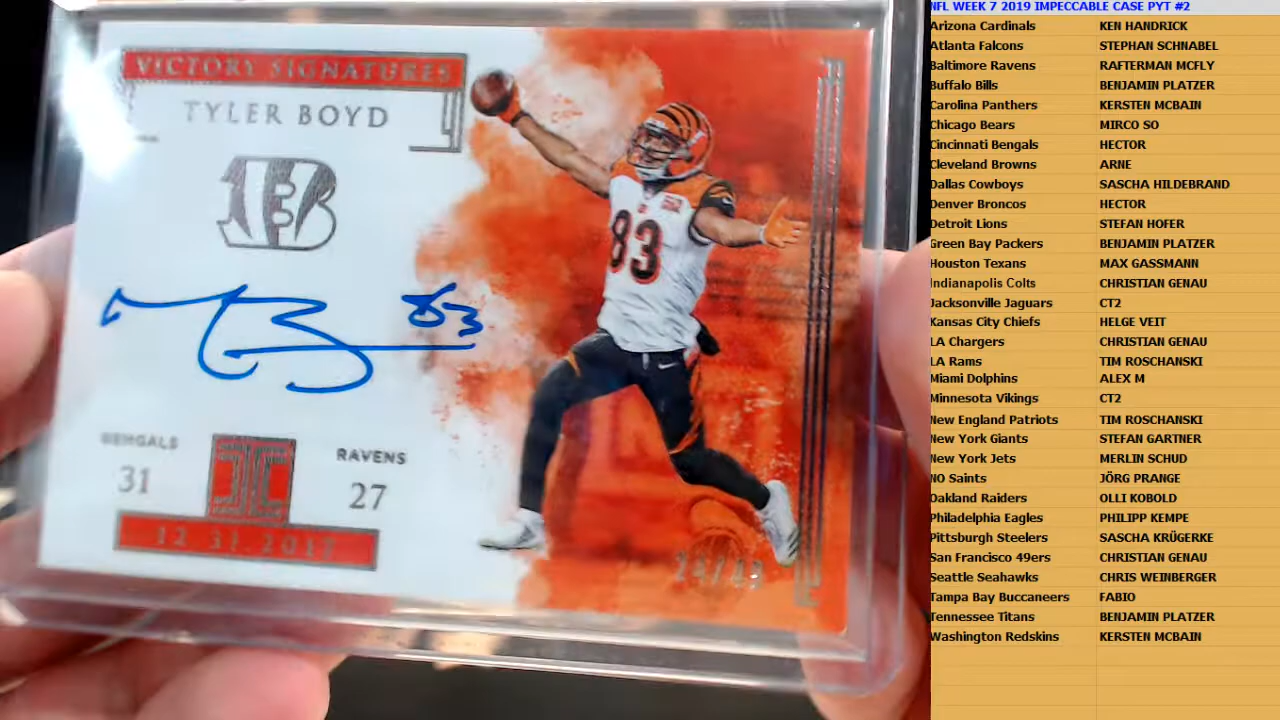 VICTORY SIGNATURES
TYLER BOYD
B
83
83
BENGALS
31
RAVENS
27
12.31.2017
NFL WEEK 7 2019 IMPECCABLE CASE PYT #2
Arizona Cardinals KEN HANDRICK
Atlanta Falcons STEPHAN SCHNABEL
Baltimore Ravens RAFTERMAN MCFLY
Buffalo Bills BENJAMIN PLATZER
Carolina Panthers KERSTEN MCBAIN
Chicago Bears MIRCO SO
Cincinnati Bengals HECTOR
Cleveland Browns ARNE
Dallas Cowboys SASCHA HILDEBRAND
Denver Broncos HECTOR
Detroit Lions STEFAN HOFER
Green Bay Packers BENJAMIN PLATZER
Houston Texans MAX GASSMANN
Indianapolis Colts CHRISTIAN GENAU
Jacksonville Jaguars CT2
Kansas City Chiefs HELGE VEIT
LA Chargers CHRISTIAN GENAU
LA Rams TIM ROSCHANSKI
Miami Dolphins ALEX M
Minnesota Vikings CT2
New England Patriots TIM ROSCHANSKI
New York Giants STEFAN GARTNER
New York Jets MERLIN SCHUD
NO Saints JÖRG PRANGE
Oakland Raiders OLLI KOBOLD
Philadelphia Eagles PHILIPP KEMPE
Pittsburgh Steelers SASCHA KRÜGERKE
San Francisco 49ers CHRISTIAN GENAU
Seattle Seahawks CHRIS WEINBERGER
Tampa Bay Buccaneers FABIO
Tennessee Titans BENJAMIN PLATZER
Washington Redskins KERSTEN MCBAIN